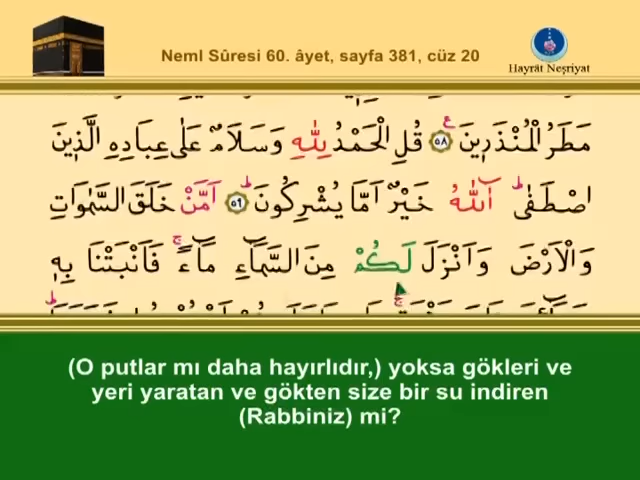 Neml Sûresi 60. âyet, sayfa 381, cüz 20
Hayrât Neşriyat
مَطَرُ الْمُنْذَر۪ينَ ﴿٥٨﴾ قُلِ الْحَمْدُ لِلّٰهِ وَسَلَامٌ عَلٰى عِبَادِهِ الَّذ۪ينَ
اصْطَفٰىۜ آٰللّٰهُ خَيْرٌ اَمَّا يُشْرِكُونَۜ ﴿٥٩﴾ اَمَّنْ خَلَقَ السَّمٰوَاتِ
وَالْاَرْضَ وَاَنْزَلَ لَكُمْ مِنَ السَّمَٓاءِ مَٓاءًۚ فَاَنْبَتْنَا بِه۪
(O putlar mı daha hayırlıdır,) yoksa gökleri ve
yeri yaratan ve gökten size bir su indiren
(Rabbiniz) mi?